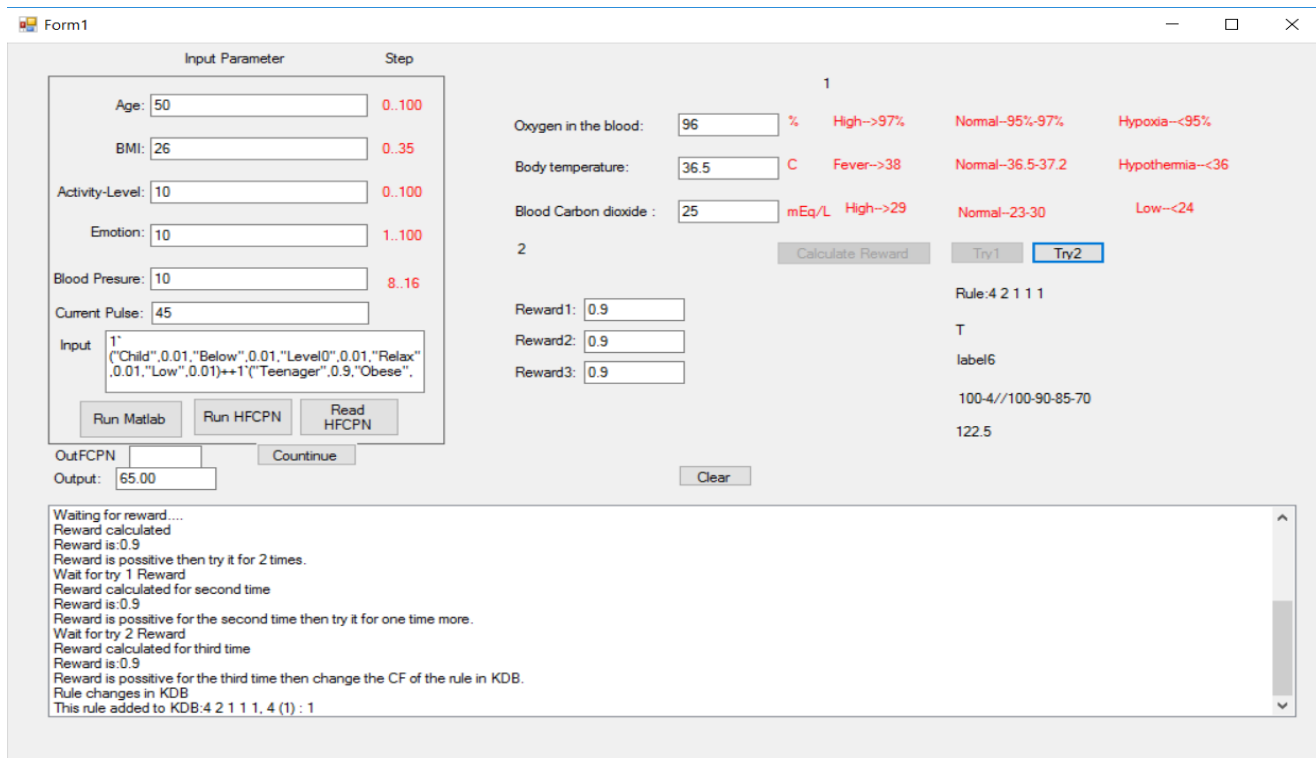 Form1
Input Parameter Step
1
Age: 50 0..100
Oxygen in the blood: 96 % High-->97% Normal--95%-97% Hypoxia--<95%
BMI: 26 0..35
Body temperature: 36.5 C Fever-->38 Normal--36.5-37.2 Hypothermia--<36
Activity-Level: 10 0..100
Blood Carbon dioxide : 25 mEq/L High-->29 Normal--23-30 Low--<24
Emotion: 10 1..100
2 Calculate Reward Try1 Try2
Blood Presure: 10 8..16
Rule:4 2 1 1 1
Current Pulse: 45
Reward1: 0.9
T
Input 1`
("Child",0.01,"Below",0.01,"Level0",0.01,"Relax"
,0.01,"Low",0.01)++1`("Teenager",0.9,"Obese",
Reward2: 0.9
label6
Reward3: 0.9
100-4//100-90-85-70
Run Matlab Run HFCPN Read
HFCPN
122.5
OutFCPN Countinue
Output: 65.00 Clear
Waiting for reward....
Reward calculated
Reward is:0.9
Reward is possitive then try it for 2 times.
Wait for try 1 Reward
Reward calculated for second time
Reward is:0.9
Reward is possitive for the second time then try it for one time more.
Wait for try 2 Reward
Reward calculated for third time
Reward is:0.9
Reward is possitive for the third time then change the CF of the rule in KDB.
Rule changes in KDB
This rule added to KDB:4 2 1 1 1, 4 (1) : 1